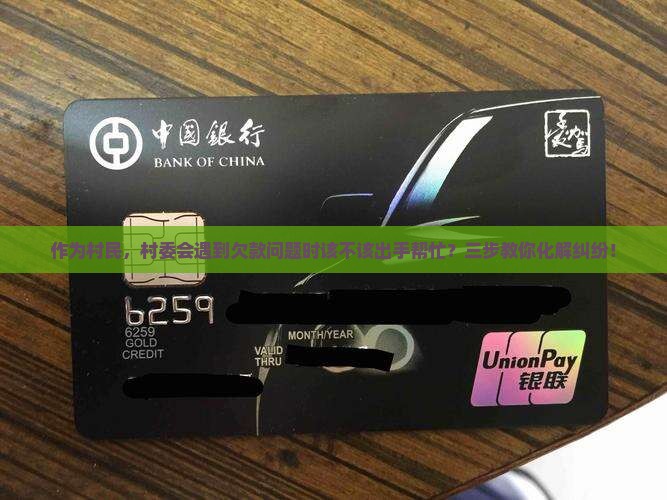 中国銀行
BANK OF CHINA
作为村民，村委会遇到欠款问题时该不该出手帮忙？三步教你化解纠纷！
6259
6259
GOLD
CREDIT
MONTH/YEAR
VALID
THRU
UnionPay
银联